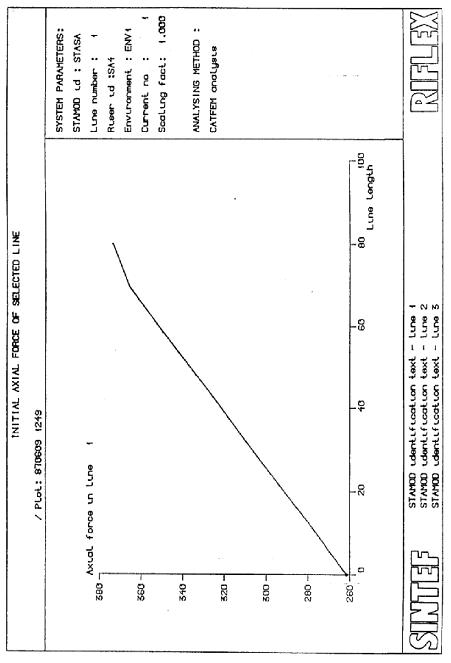 INITIAL AXIAL FORCE OF SELECTED LINE
/ Plot: 870609 1249
Axial force in line 1
380
360
340
320
300
280
260
0
20
40
60
80
100
Line length
SYSTEM PARAMETERS:
STAMOD id : STASA
Line number : 1
Riser id :SA4
Environment : ENV1
Current no : 1
Scaling fact: 1.000
ANALYSING METHOD :
CATFEM analysis
SINTEF
STAMOD identification text - Line 1
STAMOD identification text - Line 2
STAMOD identification text - Line 3
RIFLEX